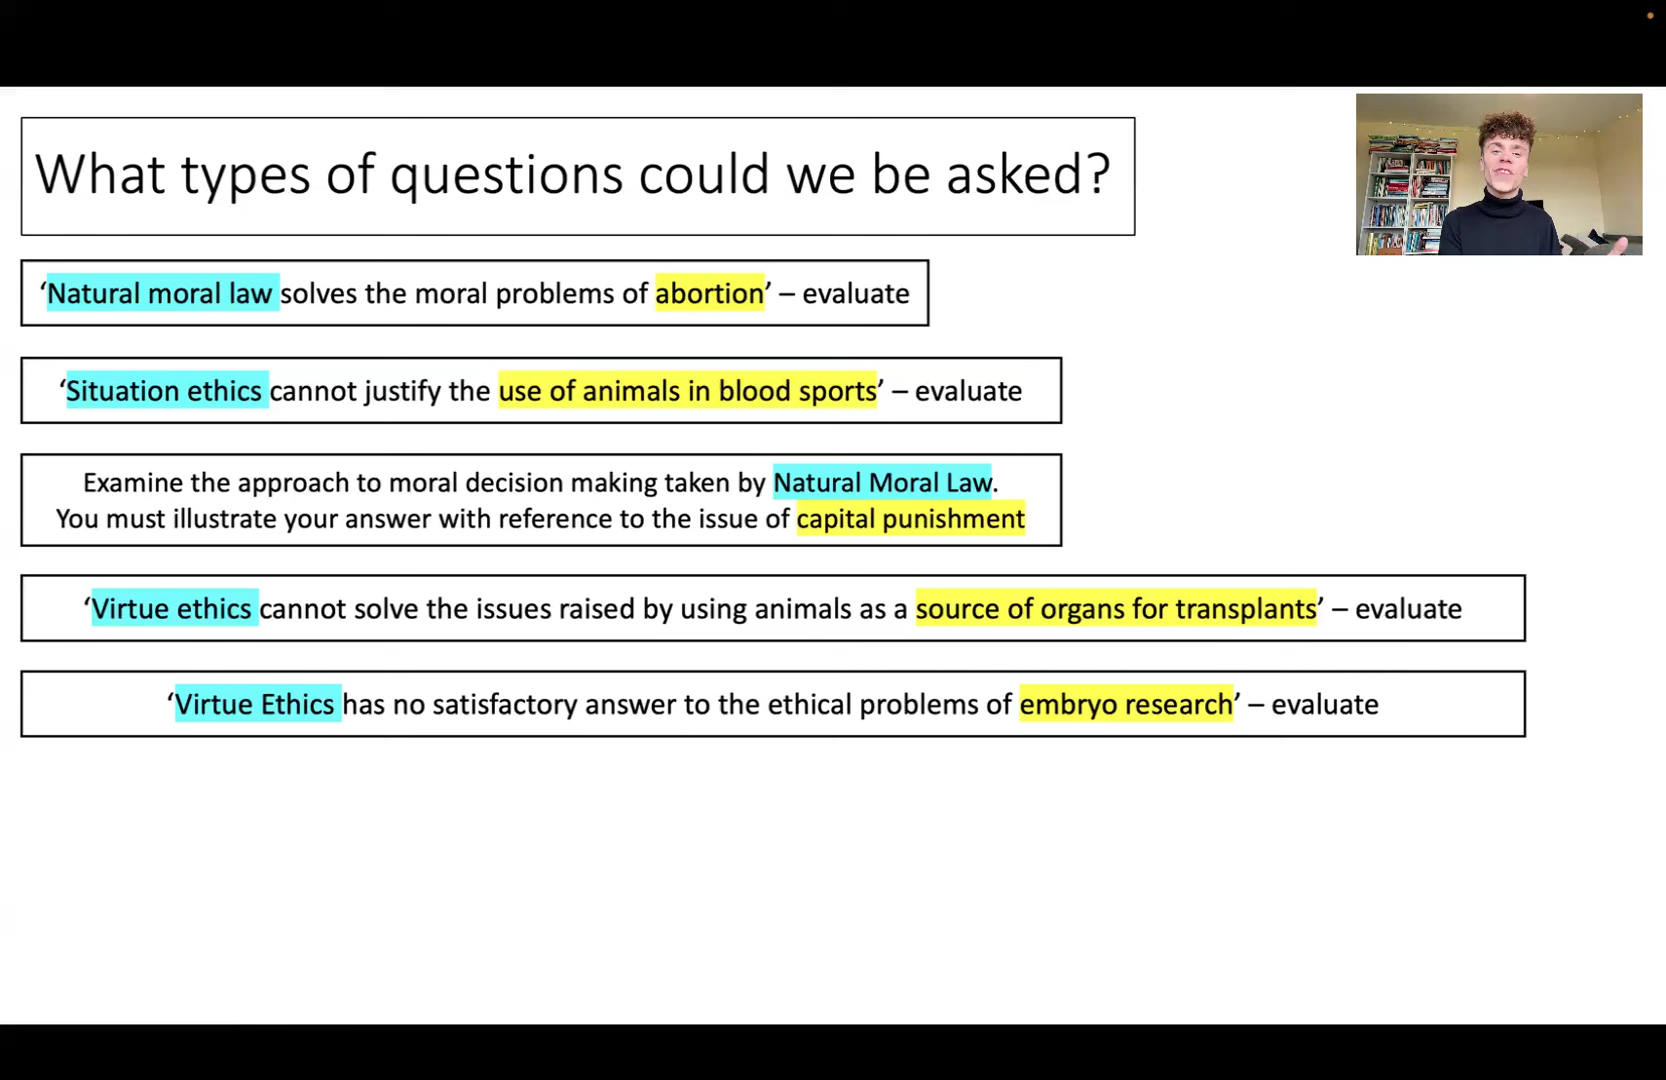 What types of questions could we be asked?
‘Natural moral law solves the moral problems of abortion’ – evaluate
‘Situation ethics cannot justify the use of animals in blood sports’ – evaluate
Examine the approach to moral decision making taken by Natural Moral Law.
You must illustrate your answer with reference to the issue of capital punishment
‘Virtue ethics cannot solve the issues raised by using animals as a source of organs for transplants’ – evaluate
‘Virtue Ethics has no satisfactory answer to the ethical problems of embryo research’ – evaluate